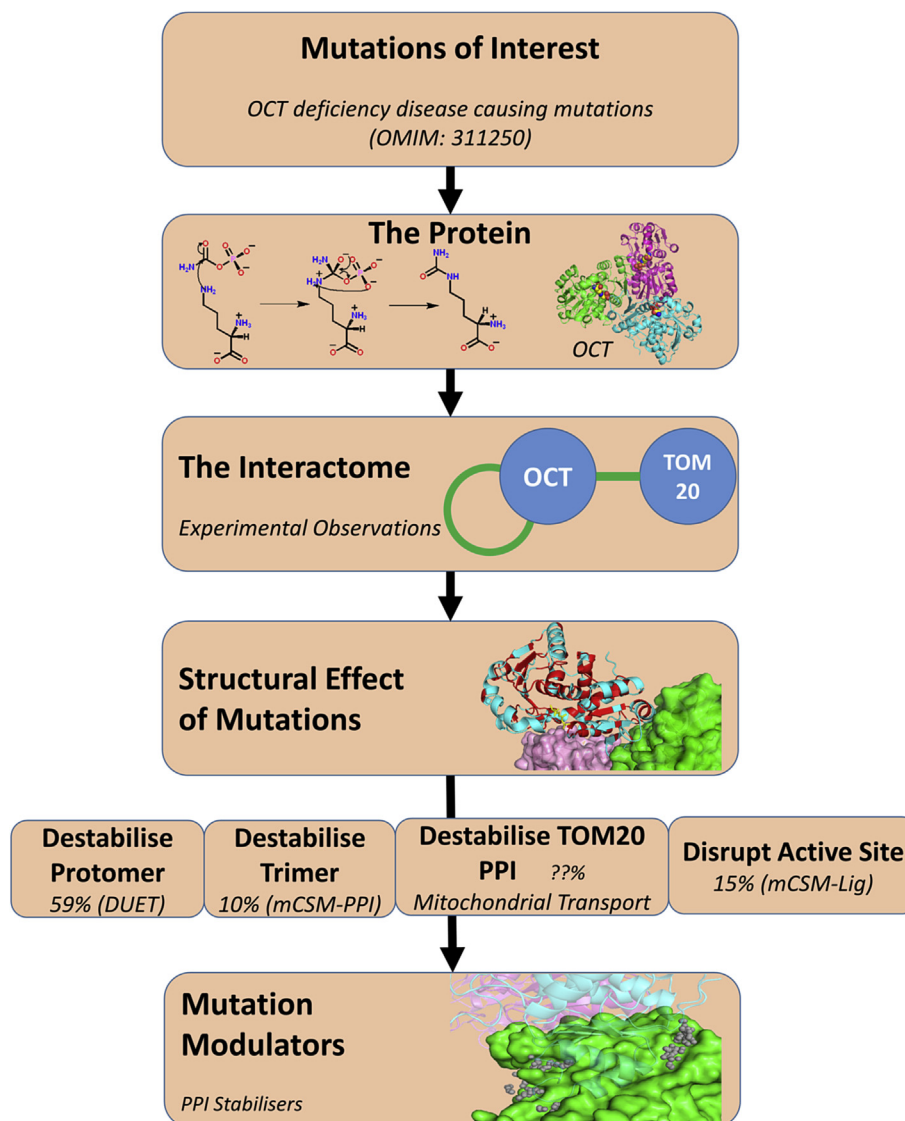 Mutations of Interest
OCT deficiency disease causing mutations
(OMIM: 311250)
The Protein
OCT
The Interactome
Experimental Observations
OCT
TOM
20
Structural Effect
of Mutations
Destabilise
Protomer
59% (DUET)
Destabilise
Trimer
10% (mCSM-PPI)
Destabilise TOM20
PPI ??%
Mitochondrial Transport
Disrupt Active Site
15% (mCSM-Lig)
Mutation
Modulators
PPI Stabilisers